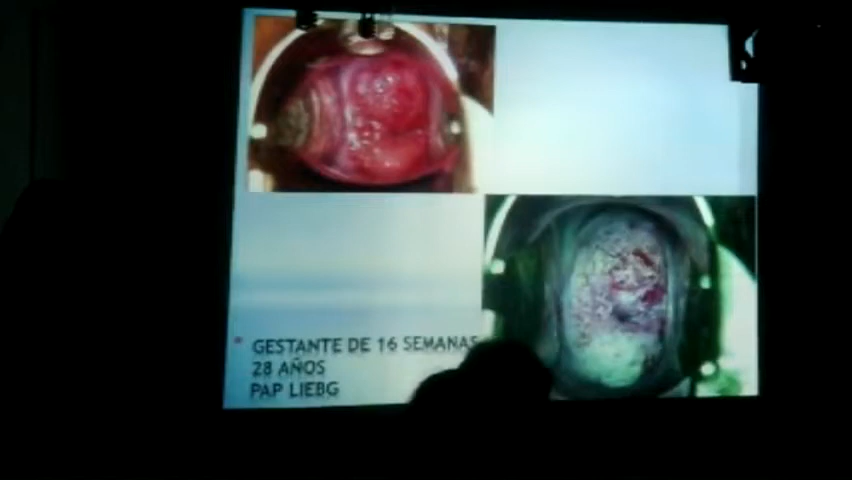 GESTANTE DE 16 SEMANAS
28 AÑOS
PAP LIEBG